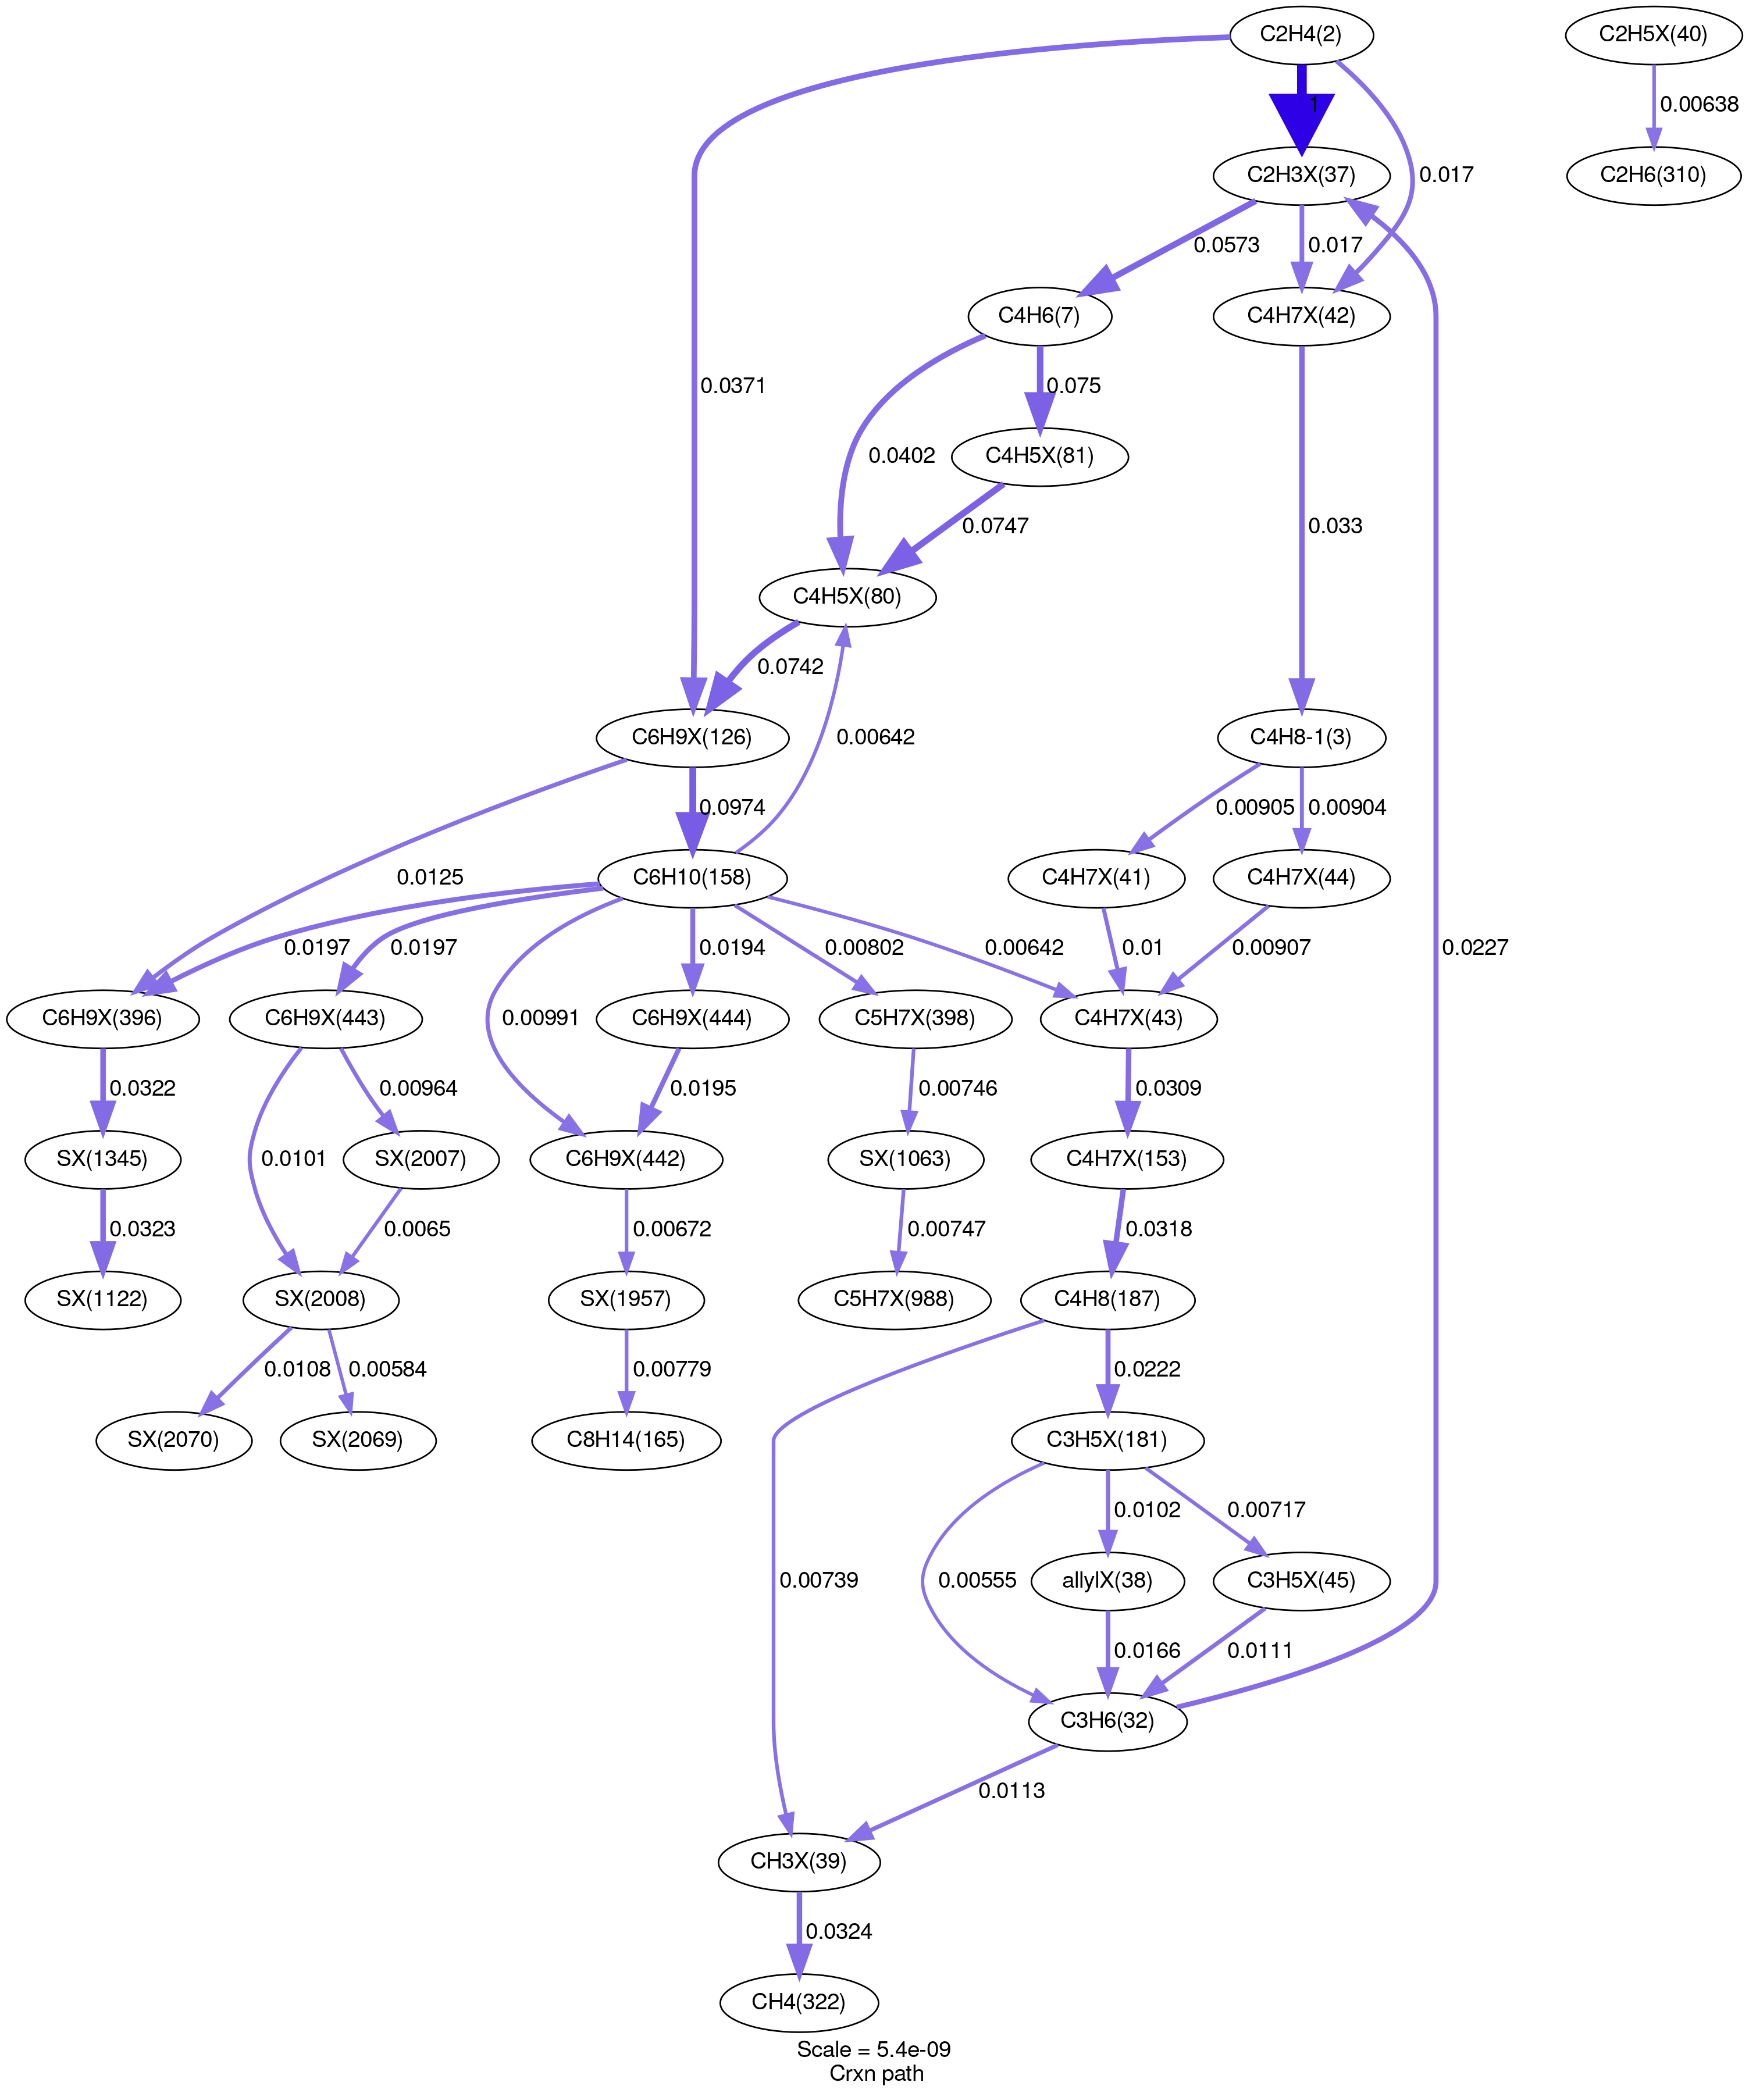 C2H4(2)
C2H5X(40)
1
0.00638
C2H3X(37)
C2H6(310)
0.017
0.0573
0.017
C4H6(7)
C4H7X(42)
0.0371
0.075
0.0402
C4H5X(81)
0.033
0.0747
C4H5X(80)
0.0742
0.00642
C6H9X(126)
C4H8-1(3)
0.0974
0.00905
0.00904
0.0125
C6H10(158)
C4H7X(41)
C4H7X(44)
0.0227
0.0197
0.0197
0.0194
0.00802
0.00642
0.01
0.00907
0.00991
C6H9X(396)
C6H9X(443)
C6H9X(444)
C5H7X(398)
C4H7X(43)
0.0322
0.00964
0.0195
0.00746
0.0309
0.0101
SX(1345)
SX(2007)
C6H9X(442)
SX(1063)
C4H7X(153)
0.0323
0.0065
0.00672
0.00747
0.0318
SX(1122)
SX(2008)
SX(1957)
C5H7X(988)
C4H8(187)
0.0108
0.00584
0.00779
0.0222
SX(2070)
SX(2069)
C8H14(165)
C3H5X(181)
0.0102
0.00717
0.00739
0.00555
allylX(38)
C3H5X(45)
0.0166
0.0111
C3H6(32)
0.0113
CH3X(39)
0.0324
CH4(322)
Scale = 5.4e-09
Crxn path